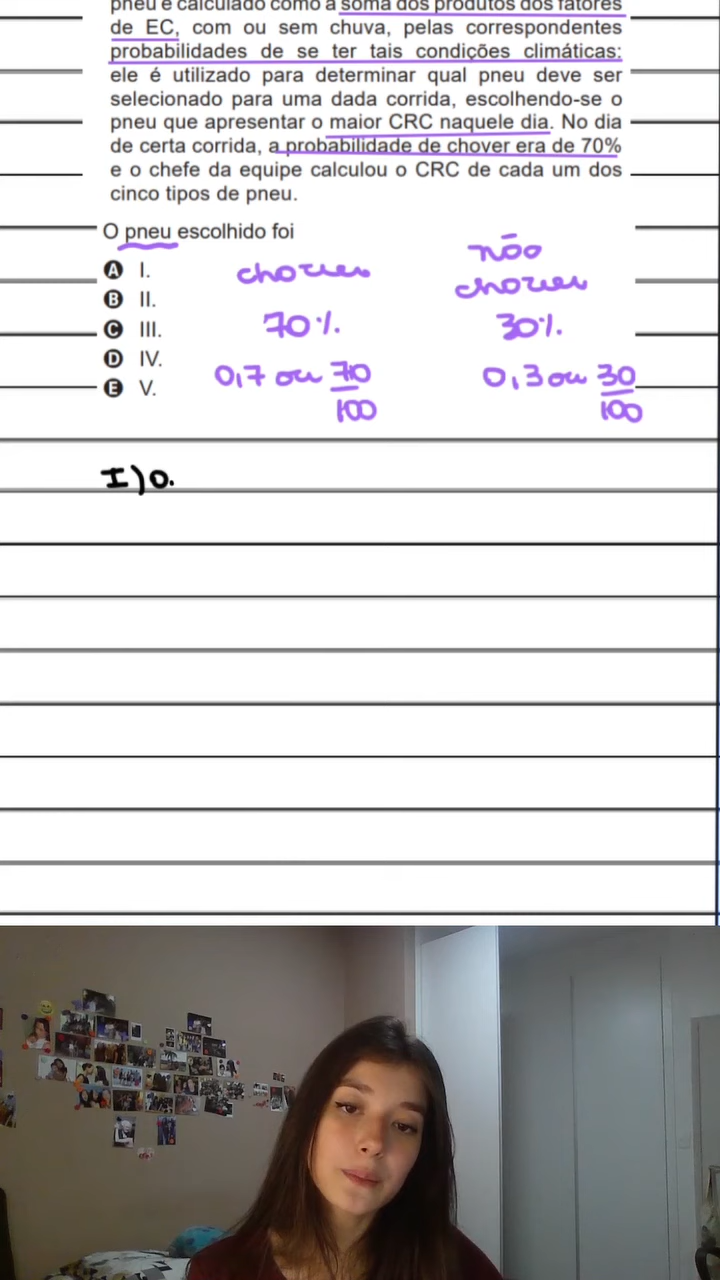 pneu é calculado como a soma dos produtos dos fatores
de EC, com ou sem chuva, pelas correspondentes
probabilidades de se ter tais condições climáticas;
ele é utilizado para determinar qual pneu deve ser
selecionado para uma dada corrida, escolhendo-se o
pneu que apresentar o maior CRC naquele dia. No dia
de certa corrida, a probabilidade de chover era de 70%
e o chefe da equipe calculou o CRC de cada um dos
cinco tipos de pneu.
O pneu escolhido foi
A I.
B II.
C III.
D IV.
E V.
chover
70%.
0,7 ou 70/100
não
chover
30%.
0,3 ou 30/100
I) 0.